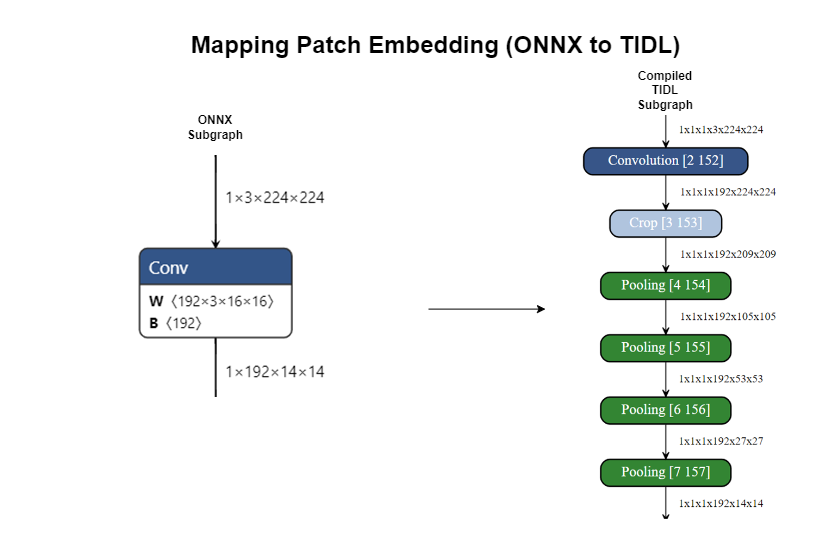 Mapping Patch Embedding (ONNX to TIDL)
ONNX
Subgraph
1×3×224×224
Conv
W 〈192×3×16×16〉
B 〈192〉
1×192×14×14
Compiled
TIDL
Subgraph
1x1x1x3x224x224
Convolution [2 152]
1x1x1x192x224x224
Crop [3 153]
1x1x1x192x209x209
Pooling [4 154]
1x1x1x192x105x105
Pooling [5 155]
1x1x1x192x53x53
Pooling [6 156]
1x1x1x192x27x27
Pooling [7 157]
1x1x1x192x14x14